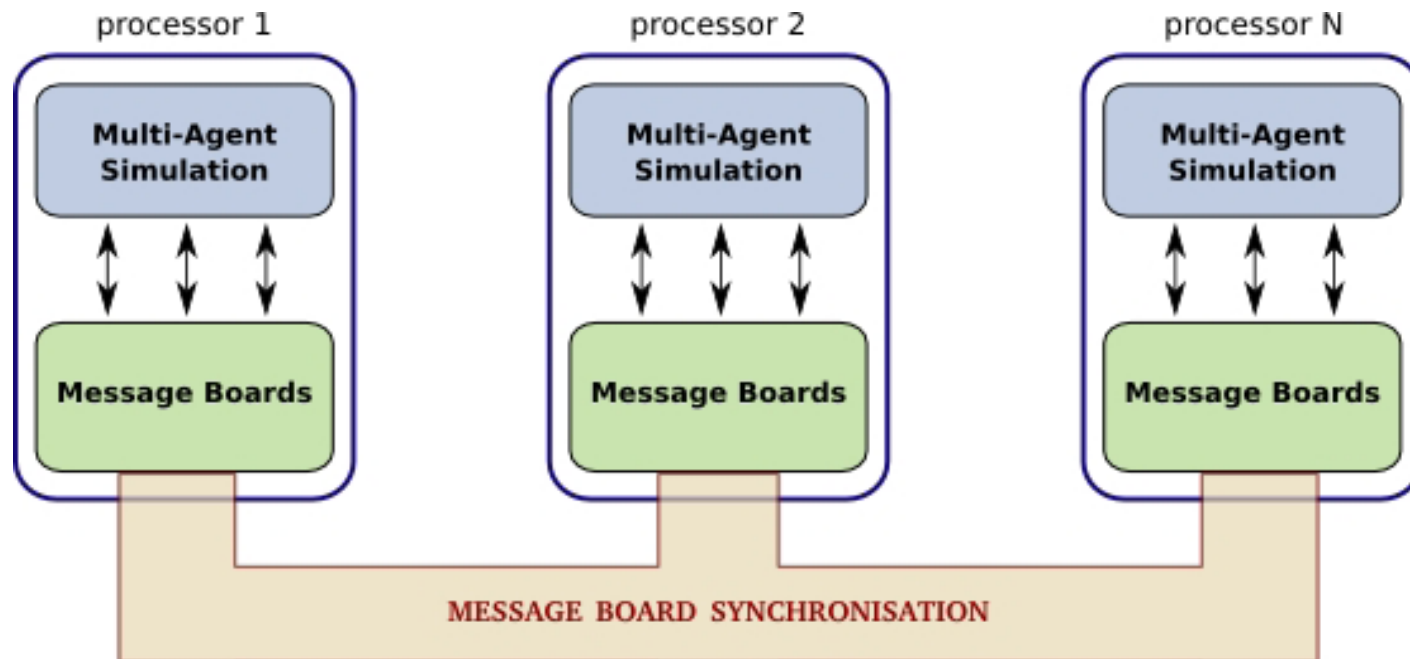 processor 1
processor 2
processor N
Multi-Agent
Simulation
Multi-Agent
Simulation
Multi-Agent
Simulation
Message Boards
Message Boards
Message Boards
MESSAGE BOARD SYNCHRONISATION